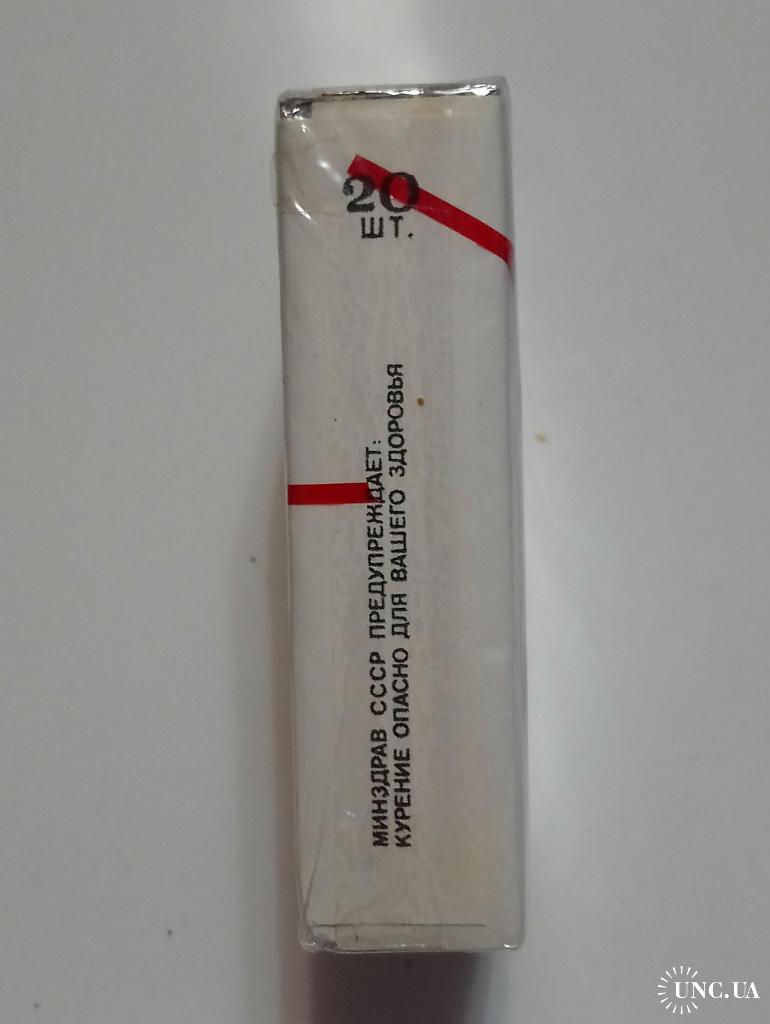 20
ШТ.
МИНЗДРАВ СССР ПРЕДУПРЕЖДАЕТ:
КУРЕНИЕ ОПАСНО ДЛЯ ВАШЕГО ЗДОРОВЬЯ
UNC.UA